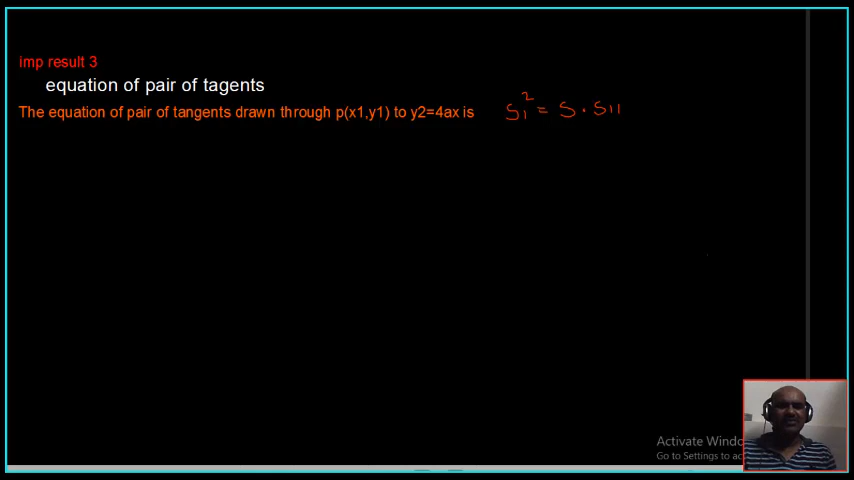 imp result 3
equation of pair of tagents
The equation of pair of tangents drawn through p(x1,y1) to y2=4ax is S1² = S · S11
Activate Windo
Go to Settings to ac